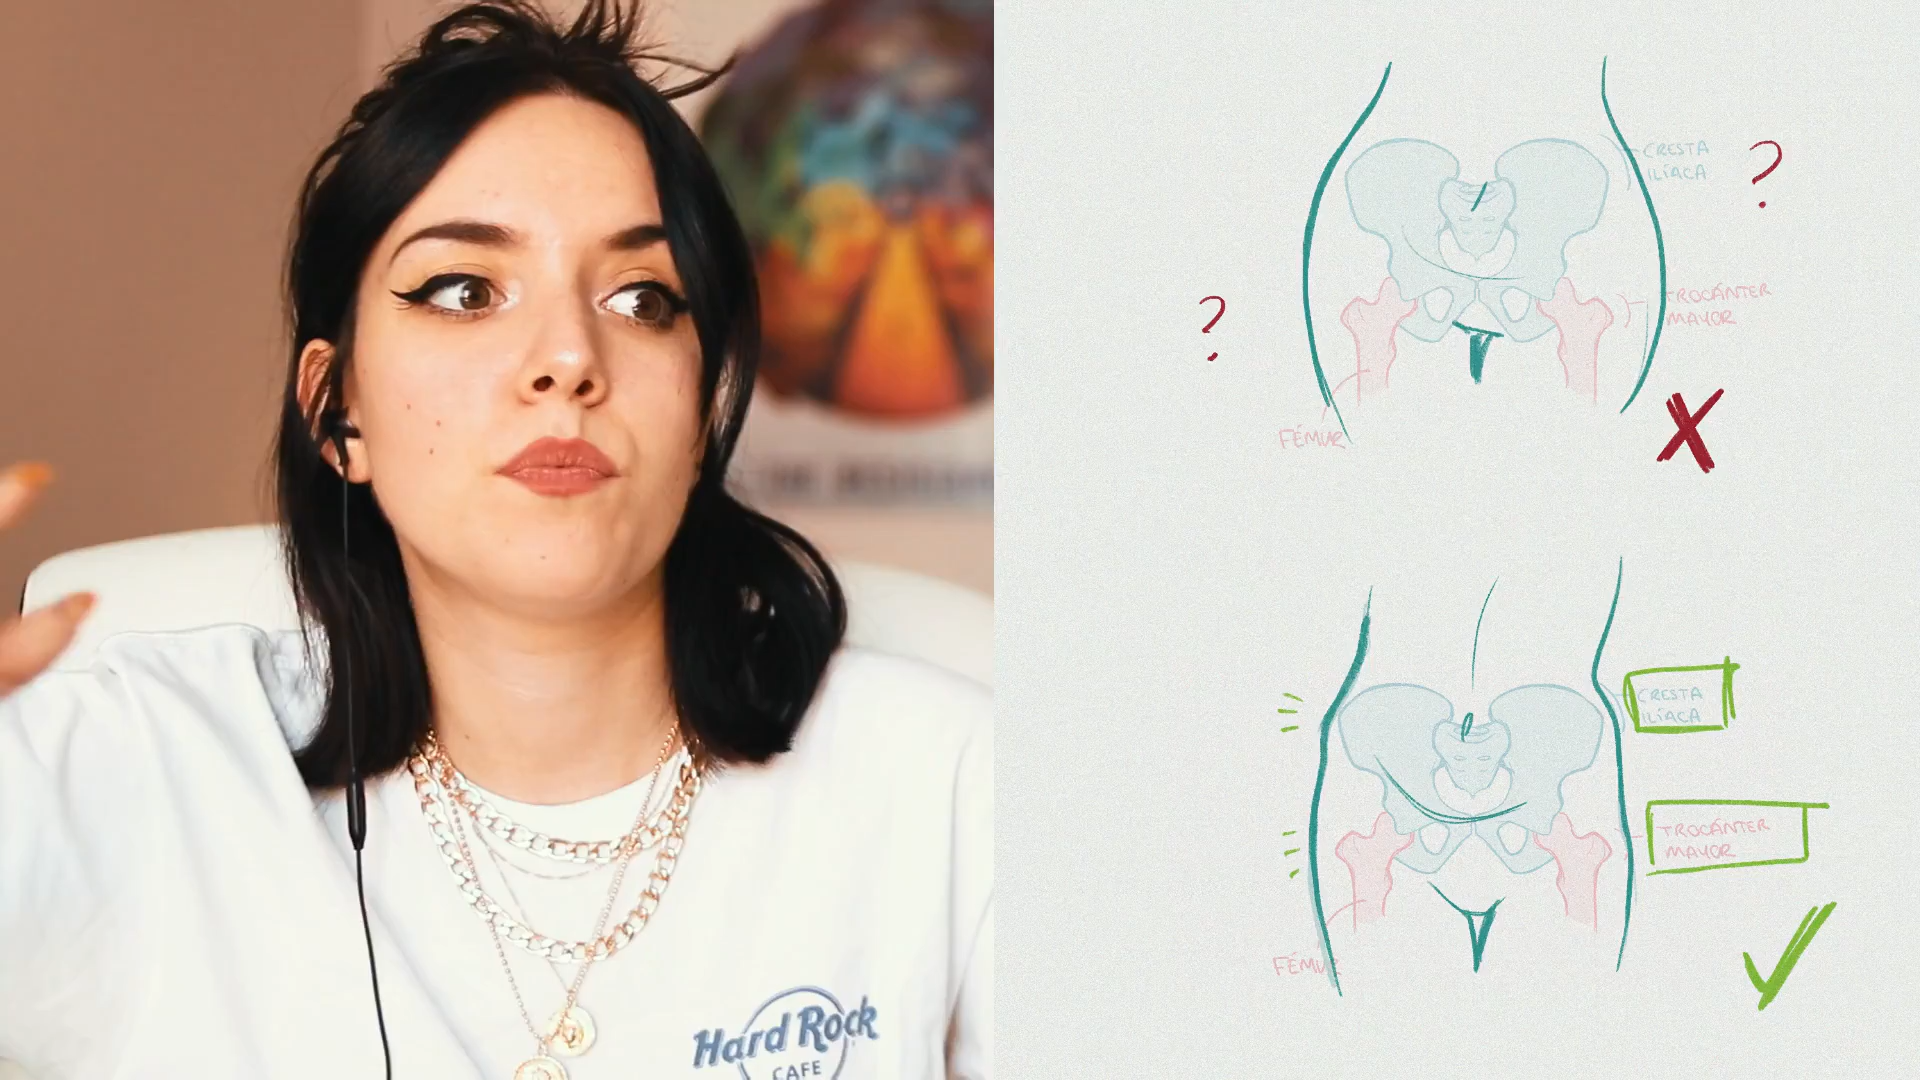 Hard Rock
CAFE
CRESTA
ILÍACA
?
?
TROCÁNTER
MAYOR
X
FÉMUR
CRESTA
ILÍACA
TROCÁNTER
MAYOR
FÉMUR